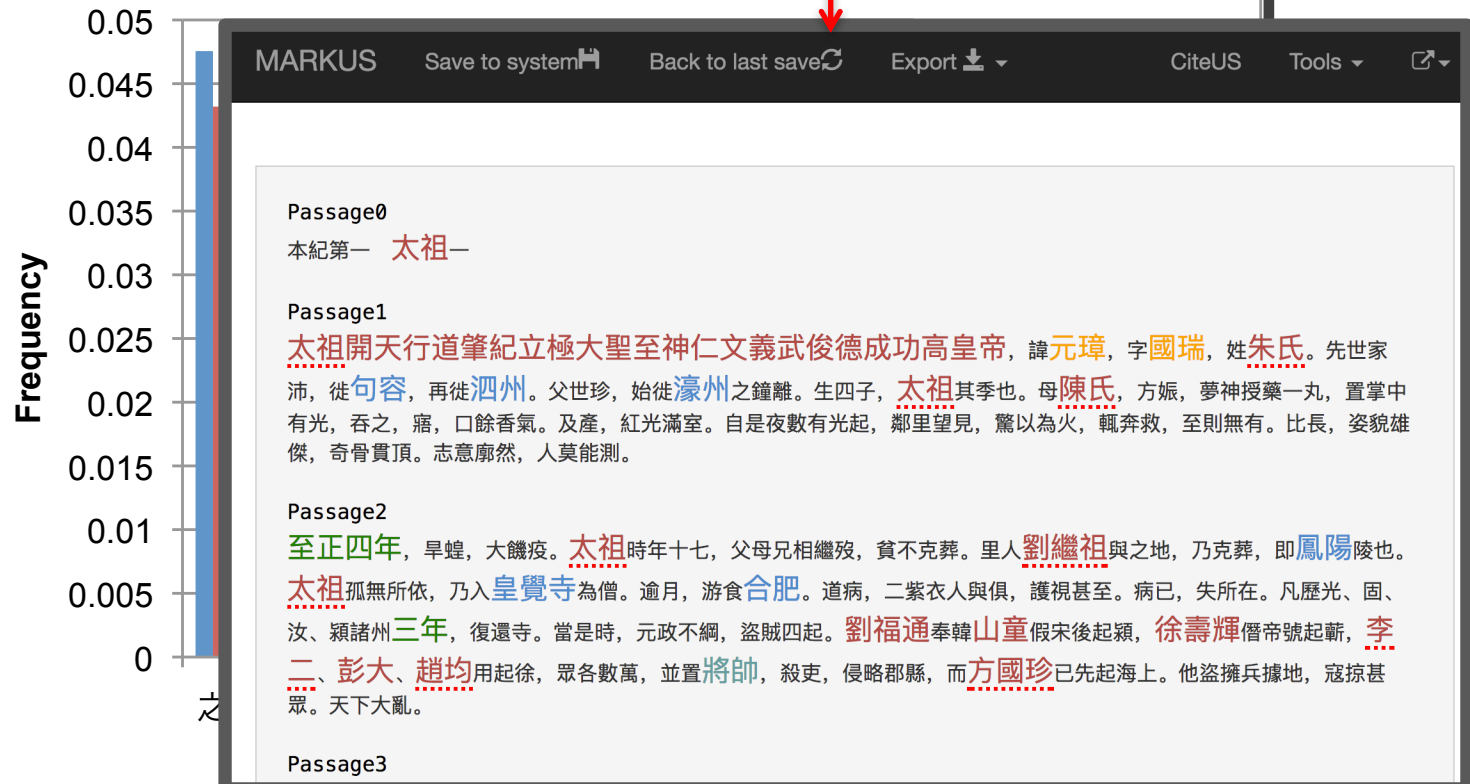 0.05
0.045
0.04
0.035
0.03
0.025
0.02
0.015
0.01
0.005
0
Frequency
之
MARKUS Save to system Back to last save Export CiteUS Tools
Passage0
本紀第一 太祖一
Passage1
太祖開天行道肇紀立極大聖至神仁文義武俊德成功高皇帝，諱元璋，字國瑞，姓朱氏。先世家
沛，徙句容，再徙泗州。父世珍，始徙濠州之鐘離。生四子，太祖其季也。母陳氏，方娠，夢神授藥一丸，置掌中
有光，吞之，寤，口餘香氣。及產，紅光滿室。自是夜數有光起，鄰里望見，驚以為火，輒奔救，至則無有。比長，姿貌雄
傑，奇骨貫頂。志意廓然，人莫能測。
Passage2
至正四年，旱蝗，大饑疫。太祖時年十七，父母兄相繼歿，貧不克葬。里人劉繼祖與之地，乃克葬，即鳳陽陵也。
太祖孤無所依，乃入皇覺寺為僧。逾月，游食合肥。道病，二紫衣人與俱，護視甚至。病已，失所在。凡歷光、固、
汝、潁諸州三年，復還寺。當是時，元政不綱，盜賊四起。劉福通奉韓山童假宋後起潁，徐壽輝僭帝號起蘄，李
二、彭大、趙均用起徐，眾各數萬，並置將帥，殺吏，侵略郡縣，而方國珍已先起海上。他盜擁兵據地，寇掠甚
眾。天下大亂。
Passage3